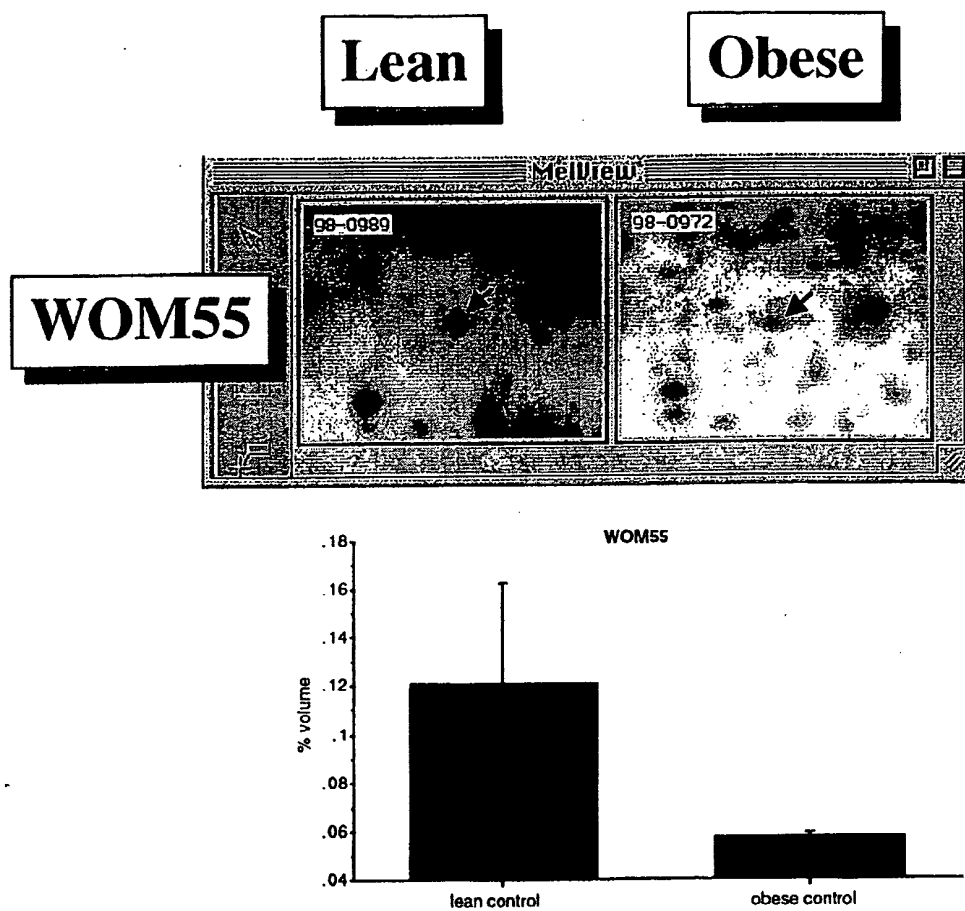 Lean
Obese
MelView
98-0989
98-0972
WOM55
WOM55
.18
.16
.14
.12
.1
.08
.06
.04
% volume
lean control
obese control